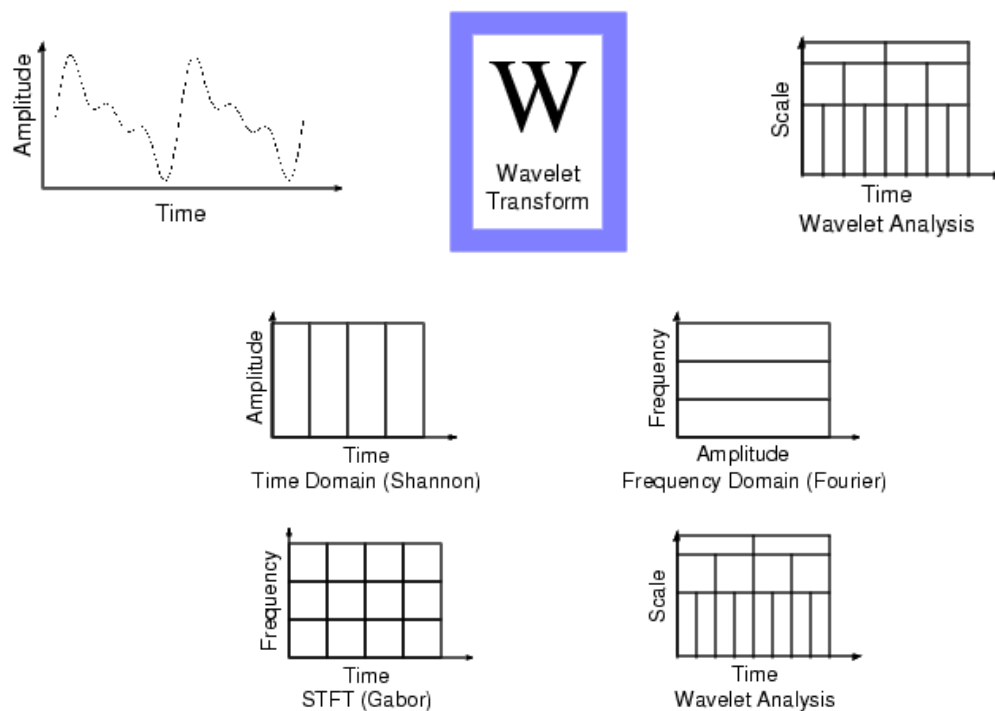 Amplitude
Time
W
Wavelet
Transform
Scale
Time
Wavelet Analysis
Amplitude
Time
Time Domain (Shannon)
Frequency
Amplitude
Frequency Domain (Fourier)
Frequency
Time
STFT (Gabor)
Scale
Time
Wavelet Analysis